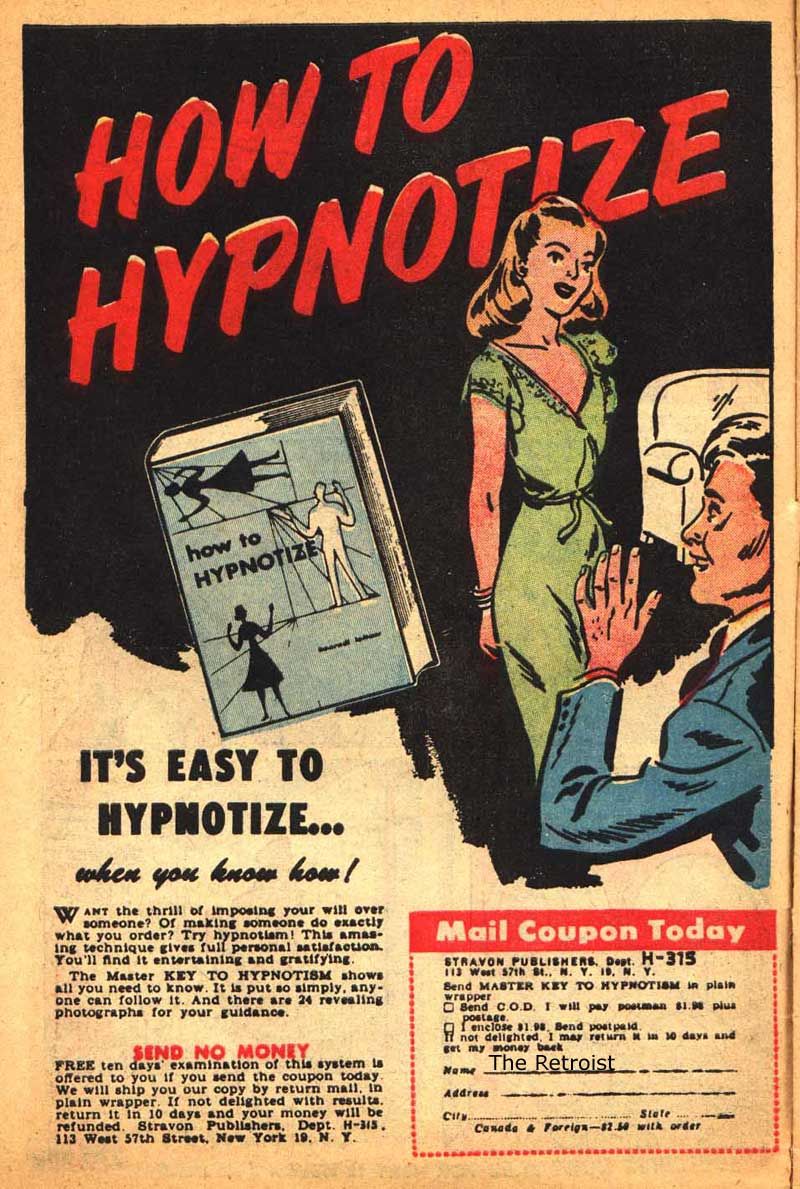 HOW TO
HYPNOTIZE
how to
HYPNOTIZE
IT'S EASY TO
HYPNOTIZE...
when you know how!
WANT the thrill of imposing your will over
someone? Of making someone do exactly
what you order? Try hypnotism! This amaz-
ing technique gives full personal satisfaction.
You'll find it entertaining and gratifying.
The Master KEY TO HYPNOTISM shows
all you need to know. It is put so simply, any-
one can follow it. And there are 24 revealing
photographs for your guidance.
SEND NO MONEY
FREE ten days' examination of this system is
offered to you if you send the coupon today.
We will ship you our copy by return mail, in
plain wrapper. If not delighted with results,
return it in 10 days and your money will be
refunded. Stravon Publishers, Dept. H-315,
113 West 57th Street, New York 19, N. Y.
Mail Coupon Today
STRAVON PUBLISHERS, Dept. H-315
113 West 57th St., N. Y. 19, N. Y.
Send MASTER KEY TO HYPNOTISM in plain
wrapper
Send C.O.D. I will pay postman $1.98 plus
postage.
I enclose $1.98. Send postpaid.
If not delighted, I may return it in 10 days and
get my money back
The Retroist
Name
Address
City State
Canada & Foreign—$2.50 with order